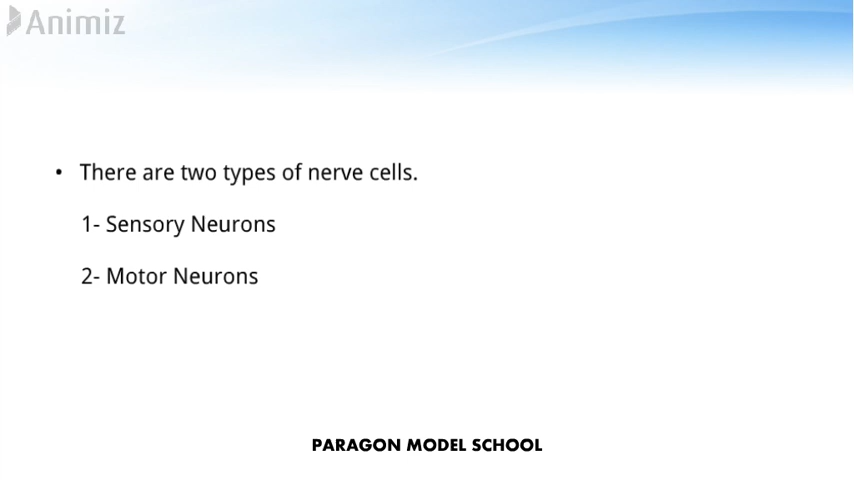 Animiz
• There are two types of nerve cells.
1- Sensory Neurons
2- Motor Neurons
PARAGON MODEL SCHOOL